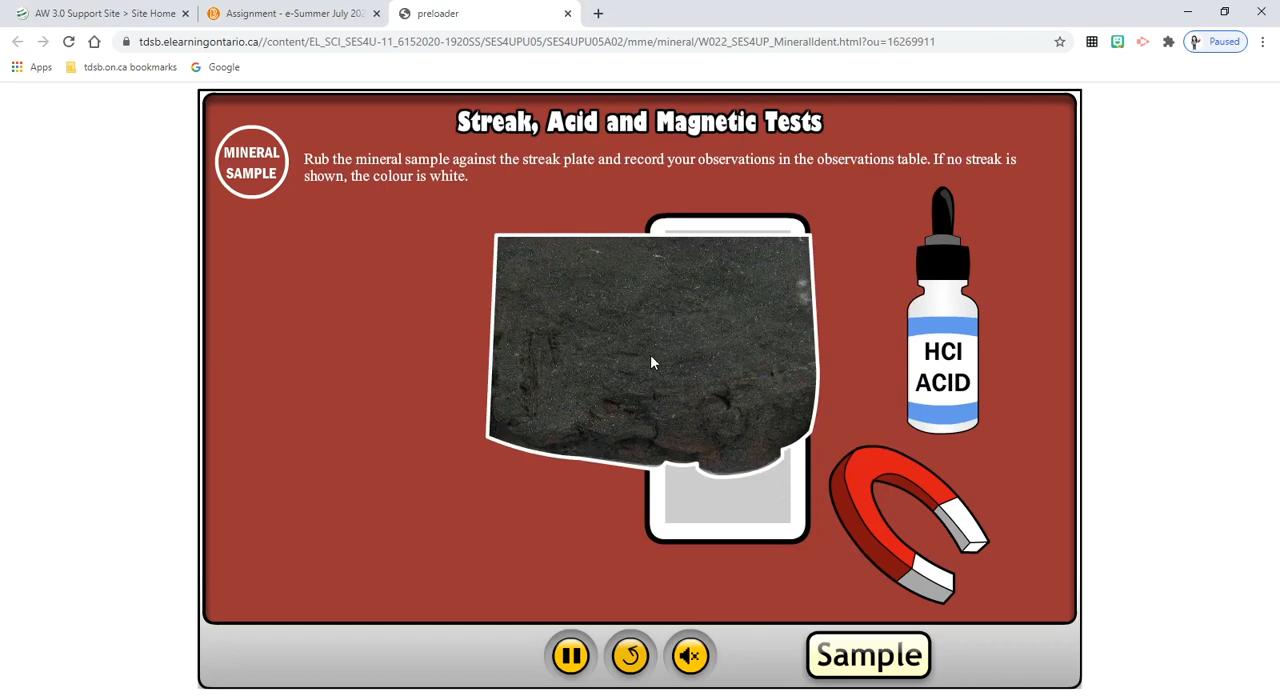 AW 3.0 Support Site > Site Home
Assignment - e-Summer July 202
preloader
tdsb.elearningontario.ca//content/EL_SCI_SES4U-11_6152020-1920SS/SES4UPU05/SES4UPU05A02/mme/mineral/W022_SES4UP_MineralIdent.html?ou=16269911
Paused
Apps
tdsb.on.ca bookmarks
Google
Streak, Acid and Magnetic Tests
MINERAL
SAMPLE
Rub the mineral sample against the streak plate and record your observations in the observations table. If no streak is
shown, the colour is white.
HCl
ACID
Sample